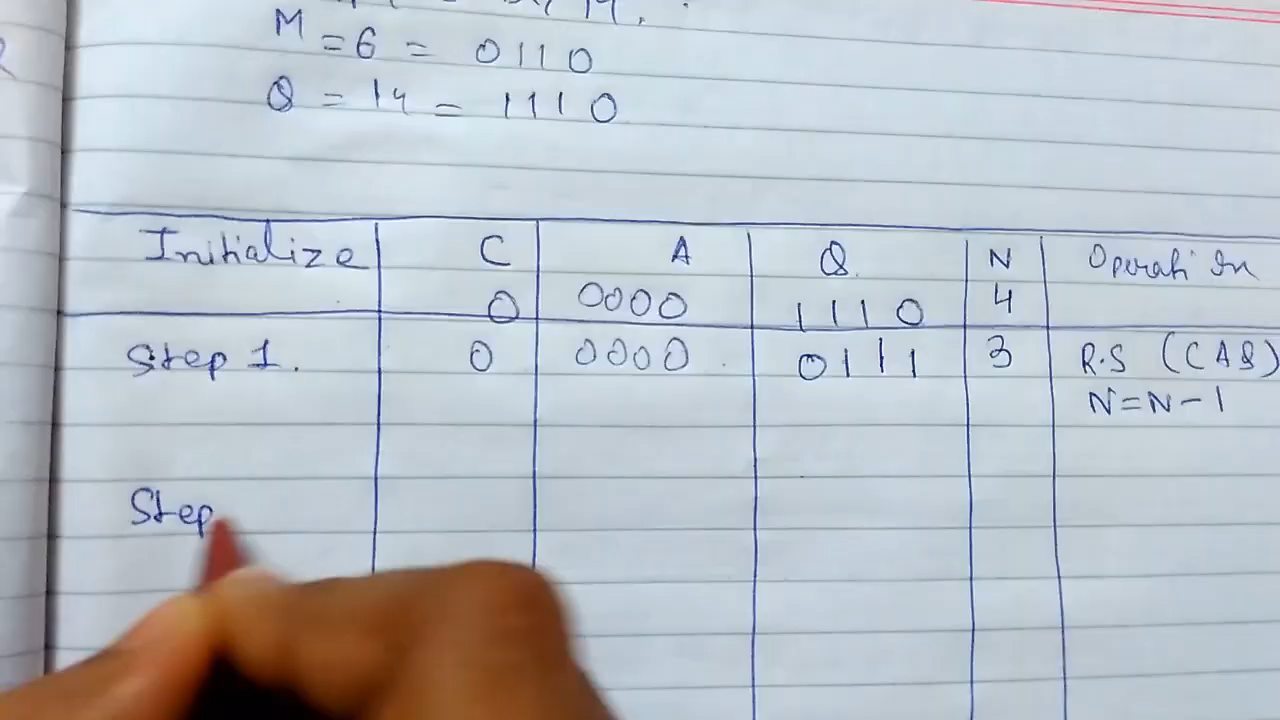 M = 6 = 0110
Q = 14 = 1110
Initialize C A Q N Operation
0 0000 1110 4
Step 1. 0 0000 0111 3 R.S (CAQ)
N=N-1
Step